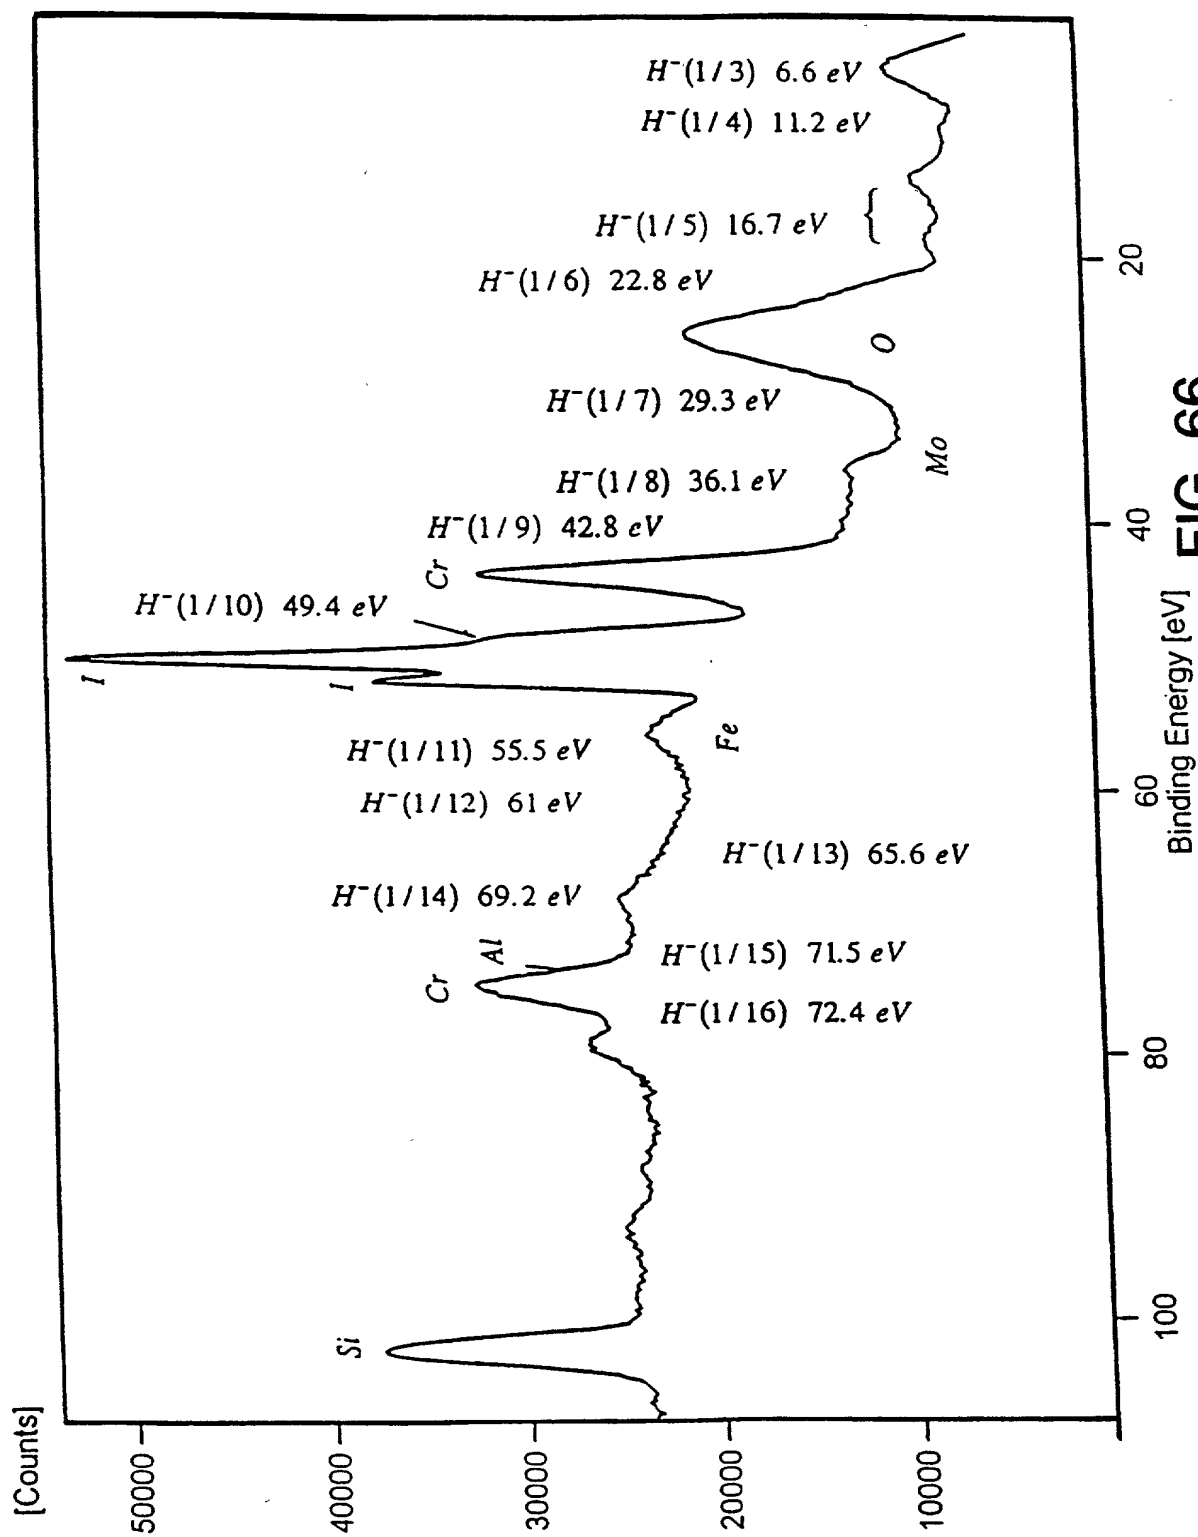 [Counts]
50000
40000
30000
20000
10000
H⁻(1/3) 6.6 eV
H⁻(1/4) 11.2 eV
H⁻(1/5) 16.7 eV
H⁻(1/6) 22.8 eV
O
H⁻(1/7) 29.3 eV
Mo
H⁻(1/8) 36.1 eV
H⁻(1/9) 42.8 eV
Cr
H⁻(1/10) 49.4 eV
I
I
Fe
H⁻(1/11) 55.5 eV
H⁻(1/12) 61 eV
H⁻(1/13) 65.6 eV
H⁻(1/14) 69.2 eV
Al
Cr
H⁻(1/15) 71.5 eV
H⁻(1/16) 72.4 eV
Si
20
40
60
80
100
Binding Energy [eV]
FIG. 66